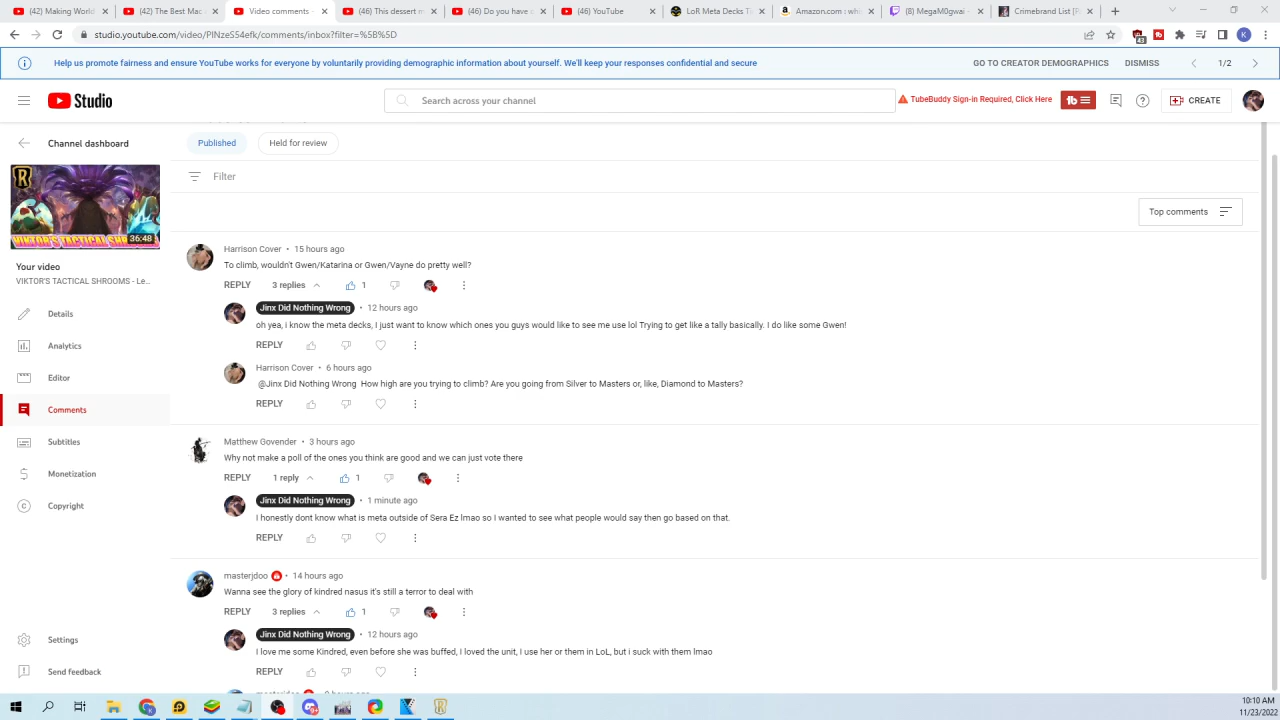 (42) Making World
(42) The Best Mac
Video comments -
(46) This dessert m
(46) Do you have s
(46) YouTube
LoR Meta Decks Ti
Amazon.com : whi
(8) MegaM0gwai -
Crimebrand List [R
studio.youtube.com/video/PlNzeS54efk/comments/inbox?filter=%5B%5D
43
K
Help us promote fairness and ensure YouTube works for everyone by voluntarily providing demographic information about yourself. We'll keep your responses confidential and secure
GO TO CREATOR DEMOGRAPHICS
DISMISS
1/2
Studio
Search across your channel
TubeBuddy Sign-in Required, Click Here
tb
CREATE
Channel dashboard
Published
Held for review
Filter
Top comments
VIKTOR'S TACTICAL SHR
36:48
Your video
VIKTOR'S TACTICAL SHROOMS - Le...
Details
Analytics
Editor
Comments
Subtitles
Monetization
Copyright
Settings
Send feedback
Harrison Cover • 15 hours ago
To climb, wouldn't Gwen/Katarina or Gwen/Vayne do pretty well?
REPLY 3 replies 1
Jinx Did Nothing Wrong • 12 hours ago
oh yea, i know the meta decks, I just want to know which ones you guys would like to see me use lol Trying to get like a tally basically. I do like some Gwen!
REPLY
Harrison Cover • 6 hours ago
@Jinx Did Nothing Wrong How high are you trying to climb? Are you going from Silver to Masters or, like, Diamond to Masters?
REPLY
Matthew Govender • 3 hours ago
Why not make a poll of the ones you think are good and we can just vote there
REPLY 1 reply 1
Jinx Did Nothing Wrong • 1 minute ago
I honestly dont know what is meta outside of Sera Ez lmao so I wanted to see what people would say then go based on that.
REPLY
masterjdoo • 14 hours ago
Wanna see the glory of kindred nasus it's still a terror to deal with
REPLY 3 replies 1
Jinx Did Nothing Wrong • 12 hours ago
I love me some Kindred, even before she was buffed, I loved the unit, I use her or them in LoL, but i suck with them lmao
REPLY
10:10 AM
11/23/2022